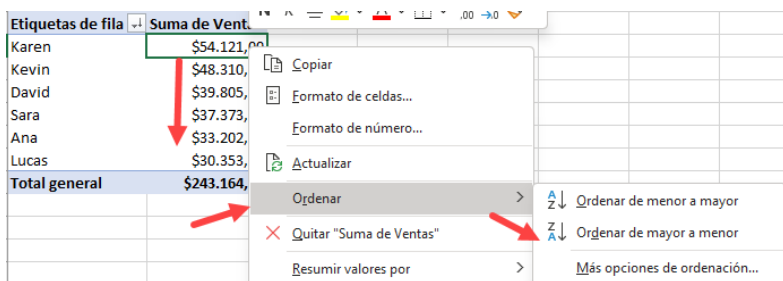 Etiquetas de fila Suma de Vent
Karen $54.121,00
Kevin $48.310,
David $39.805,
Sara $37.373,
Ana $33.202,
Lucas $30.353,
Total general $243.164,
N K A ,00 →,0
Copiar
Formato de celdas...
Formato de número...
Actualizar
Ordenar
Quitar "Suma de Ventas"
Resumir valores por
Ordenar de menor a mayor
Ordenar de mayor a menor
Más opciones de ordenación...